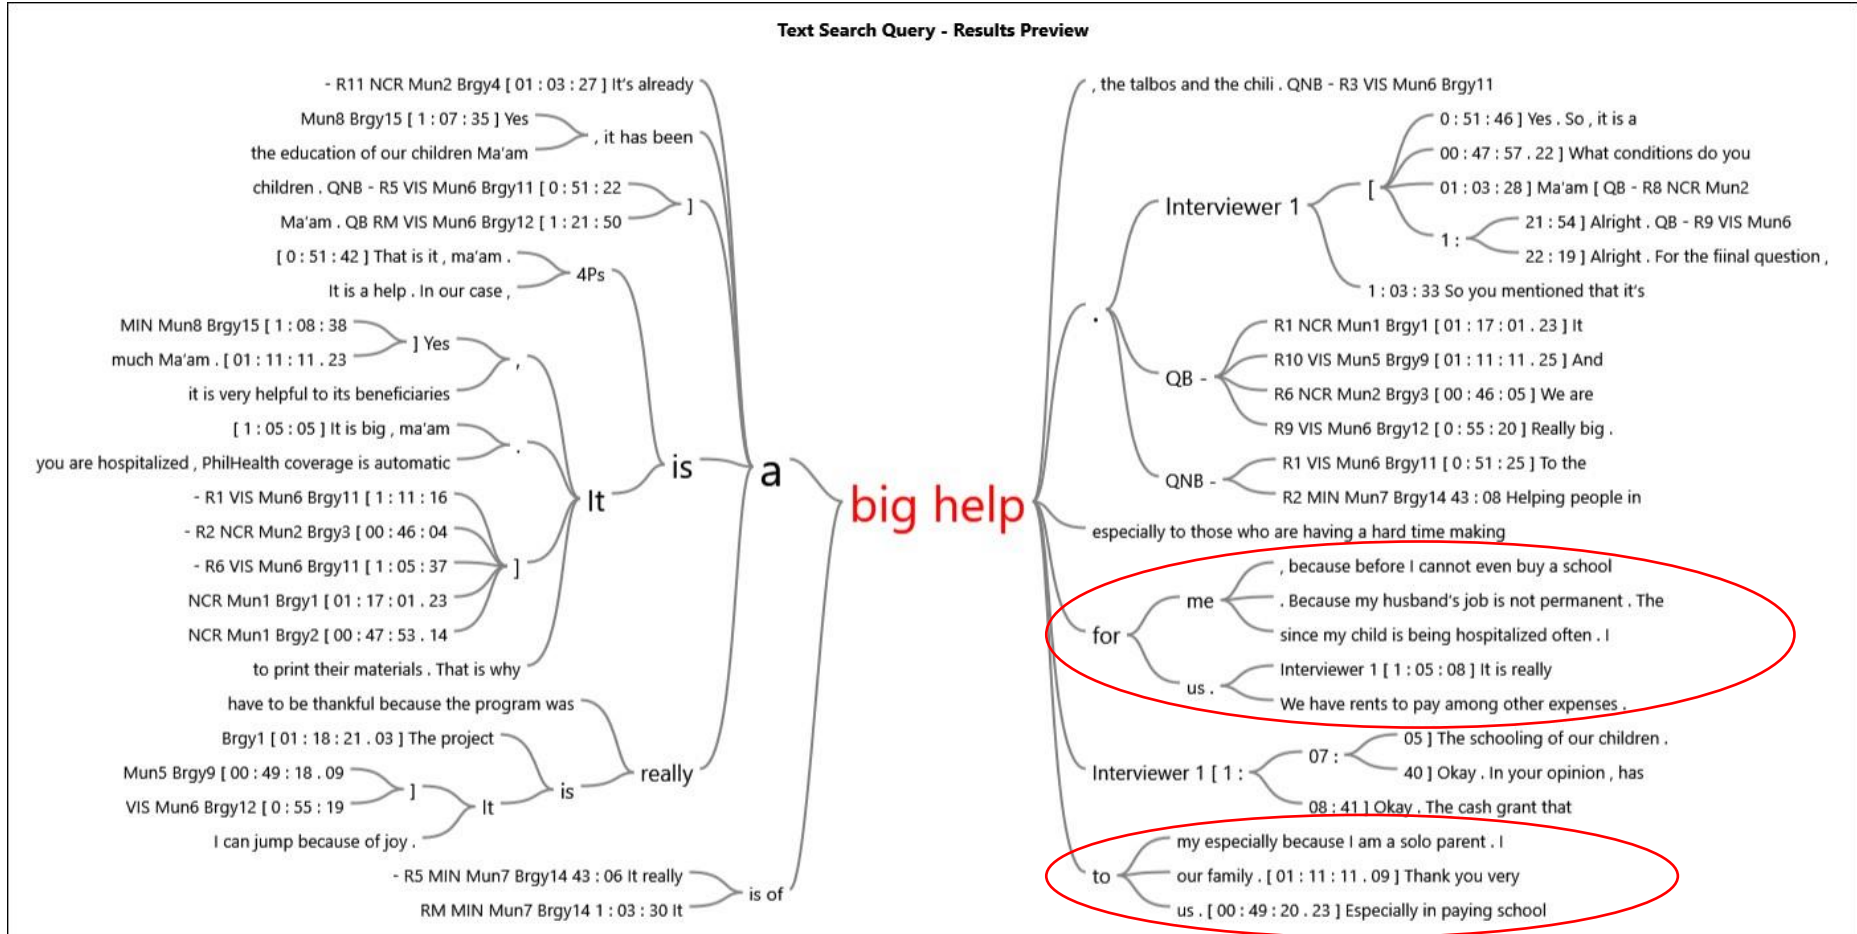 Text Search Query - Results Preview
- R11 NCR Mun2 Brgy4 [ 01 : 03 : 27 ] It's already
Mun8 Brgy15 [ 1 : 07 : 35 ] Yes
the education of our children Ma'am
, it has been
children . QNB - R5 VIS Mun6 Brgy11 [ 0 : 51 : 22
Ma'am . QB RM VIS Mun6 Brgy12 [ 1 : 21 : 50
]
[ 0 : 51 : 42 ] That is it , ma'am .
It is a help . In our case ,
4Ps
MIN Mun8 Brgy15 [ 1 : 08 : 38
much Ma'am . [ 01 : 11 : 11 . 23
] Yes
it is very helpful to its beneficiaries
,
[ 1 : 05 : 05 ] It is big , ma'am
you are hospitalized , PhilHealth coverage is automatic
.
- R1 VIS Mun6 Brgy11 [ 1 : 11 : 16
- R2 NCR Mun2 Brgy3 [ 00 : 46 : 04
- R6 VIS Mun6 Brgy11 [ 1 : 05 : 37
NCR Mun1 Brgy1 [ 01 : 17 : 01 . 23
NCR Mun1 Brgy2 [ 00 : 47 : 53 . 14
]
to print their materials . That is why
It
is
have to be thankful because the program was
Brgy1 [ 01 : 18 : 21 . 03 ] The project
Mun5 Brgy9 [ 00 : 49 : 18 . 09
VIS Mun6 Brgy12 [ 0 : 55 : 19
]
I can jump because of joy .
It
is
really
a
- R5 MIN Mun7 Brgy14 43 : 06 It really
RM MIN Mun7 Brgy14 1 : 03 : 30 It
is of
big help
, the talbos and the chili . QNB - R3 VIS Mun6 Brgy11
.
Interviewer 1
[
0 : 51 : 46 ] Yes . So , it is a
00 : 47 : 57 . 22 ] What conditions do you
01 : 03 : 28 ] Ma'am [ QB - R8 NCR Mun2
1 :
21 : 54 ] Alright . QB - R9 VIS Mun6
22 : 19 ] Alright . For the fiinal question ,
1 : 03 : 33 So you mentioned that it's
QB -
R1 NCR Mun1 Brgy1 [ 01 : 17 : 01 . 23 ] It
R10 VIS Mun5 Brgy9 [ 01 : 11 : 11 . 25 ] And
R6 NCR Mun2 Brgy3 [ 00 : 46 : 05 ] We are
R9 VIS Mun6 Brgy12 [ 0 : 55 : 20 ] Really big .
QNB -
R1 VIS Mun6 Brgy11 [ 0 : 51 : 25 ] To the
R2 MIN Mun7 Brgy14 43 : 08 Helping people in
especially to those who are having a hard time making
for
me
, because before I cannot even buy a school
. Because my husband's job is not permanent . The
since my child is being hospitalized often . I
us .
Interviewer 1 [ 1 : 05 : 08 ] It is really
We have rents to pay among other expenses .
Interviewer 1 [ 1 :
07 :
05 ] The schooling of our children .
40 ] Okay . In your opinion , has
08 : 41 ] Okay . The cash grant that
to
my especially because I am a solo parent . I
our family . [ 01 : 11 : 11 . 09 ] Thank you very
us . [ 00 : 49 : 20 . 23 ] Especially in paying school